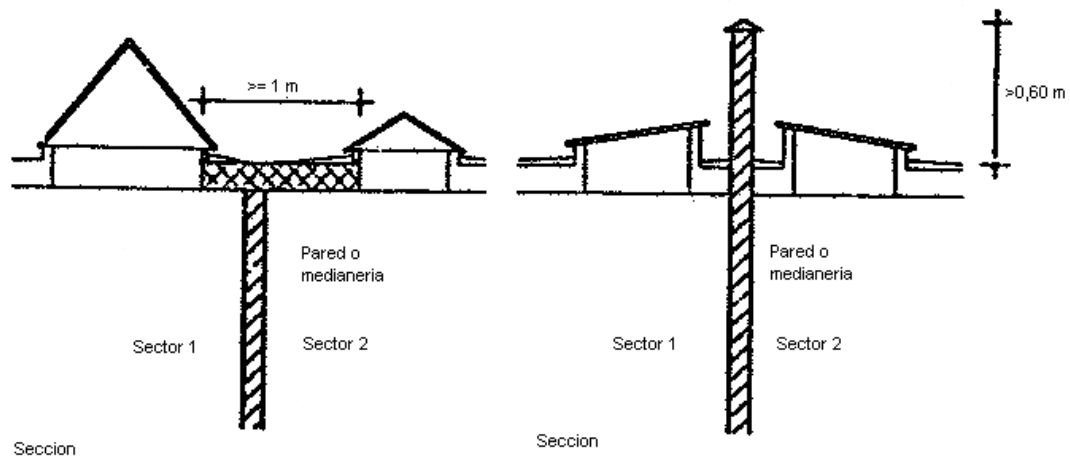 >= 1 m
Pared o
medianeria
Sector 1
Sector 2
Seccion
>0,60 m
Pared o
medianeria
Sector 1
Sector 2
Seccion